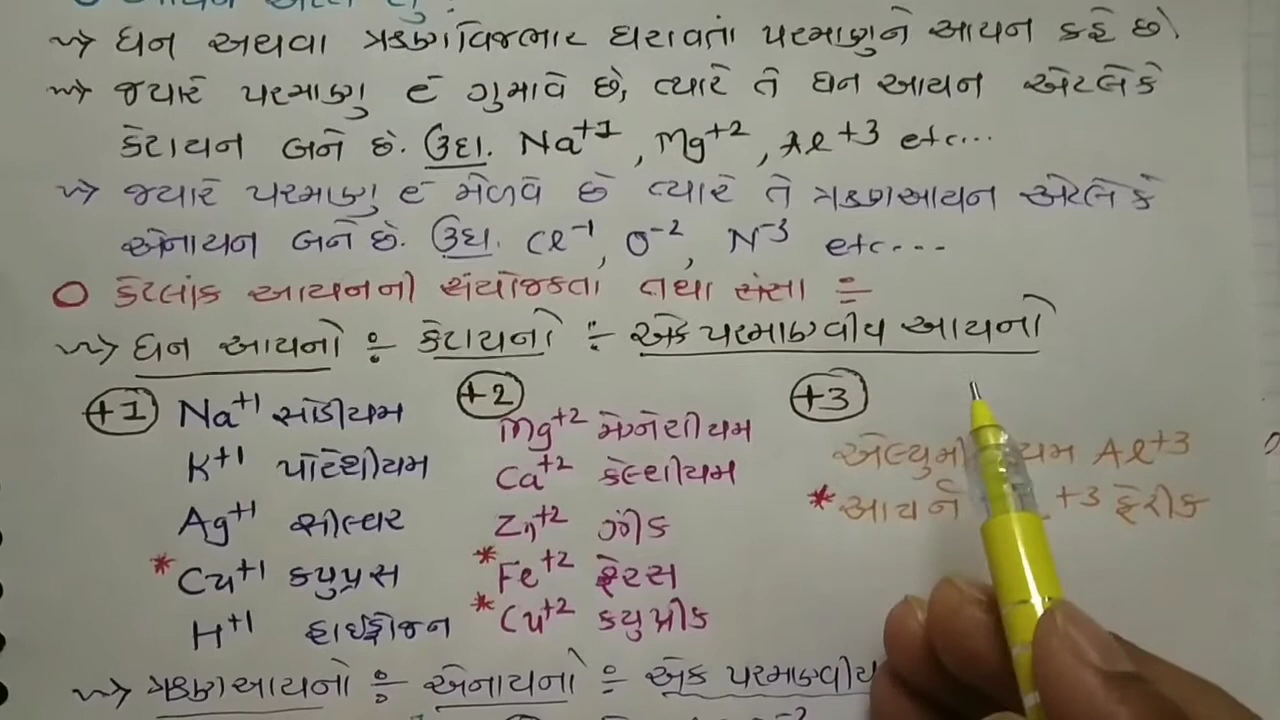 આયન એટલે શું?
ધન અથવા ઋણવિજભાર ધરાવતાં પરમાણુને આયન કહે છે.
જ્યારે પરમાણુ e⁻ ગુમાવે છે, ત્યારે તે ધન આયન એટલેકે
કેટાયન બને છે. ઉદા. Na⁺¹, Mg⁺², Al⁺³ etc...
જ્યારે પરમાણુ e⁻ મેળવે છે ત્યારે તે ઋણઆયન એટલે કે
એનાયન બને છે. ઉદા. Cl⁻¹, O⁻², N⁻³ etc...
કેટલાંક આયનની સંયોજકતા તથા સંજ્ઞા ÷
ધન આયનો ÷ કેટાયનો ÷ એક પરમાણ્વીય આયનો
+1 +2 +3
Na⁺¹ સોડીયમ Mg⁺² મેગ્નેશીયમ Al⁺³
K⁺¹ પોટેશીયમ Ca⁺² કેલ્શીયમ * આયર્ન ⁺³ ફેરીક
Ag⁺¹ સીલ્વર Zn⁺² ઝીંક
* Cu⁺¹ ક્યુપ્રસ * Fe⁺² ફેરસ
H⁺¹ હાઈડ્રોજન * Cu⁺² ક્યુપ્રીક
ઋણ આયનો ÷ એનાયનો ÷ એક પરમાણ્વીય